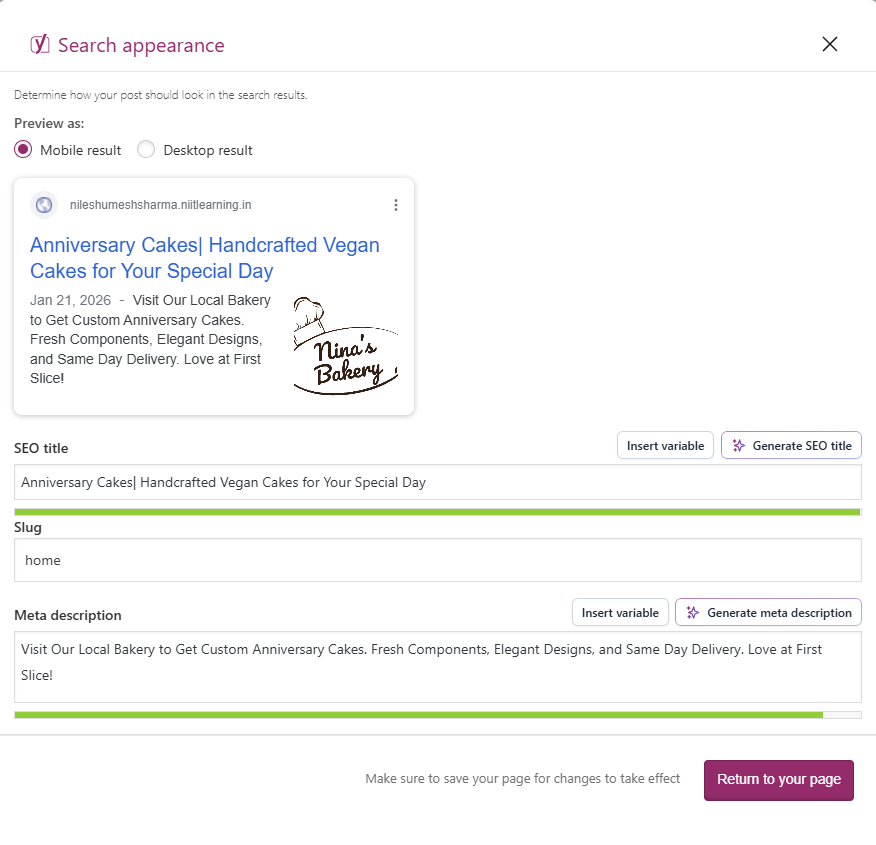 Search appearance
Determine how your post should look in the search results.
Preview as:
Mobile result
Desktop result
nileshumeshsharma.niitlearning.in
Anniversary Cakes| Handcrafted Vegan
Cakes for Your Special Day
Jan 21, 2026 - Visit Our Local Bakery
to Get Custom Anniversary Cakes.
Fresh Components, Elegant Designs,
and Same Day Delivery. Love at First
Slice!
Nina's
Bakery
SEO title
Insert variable
Generate SEO title
Anniversary Cakes| Handcrafted Vegan Cakes for Your Special Day
Slug
home
Meta description
Insert variable
Generate meta description
Visit Our Local Bakery to Get Custom Anniversary Cakes. Fresh Components, Elegant Designs, and Same Day Delivery. Love at First
Slice!
Make sure to save your page for changes to take effect
Return to your page